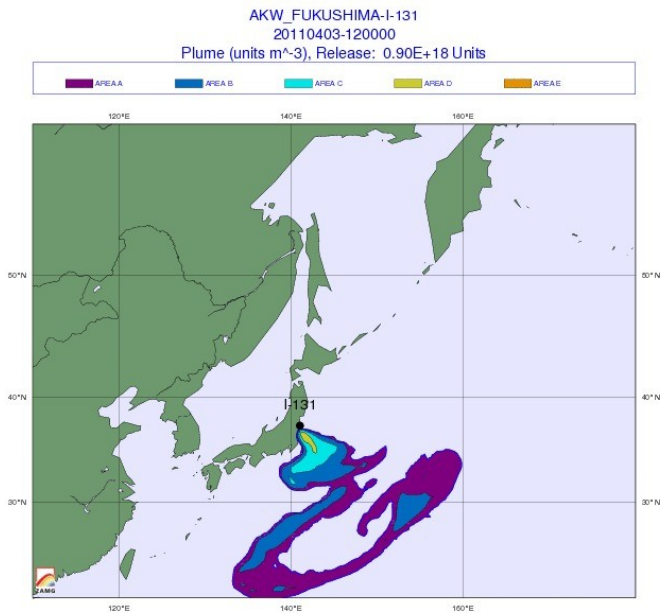 AKW_FUKUSHIMA-I-131
20110403-120000
Plume (units m^-3), Release: 0.90E+18 Units
AREA A AREA B AREA C AREA D AREA E
120°E 140°E 160°E
50°N 50°N
40°N 40°N
I-131
30°N 30°N
ZAMG
120°E 140°E 160°E